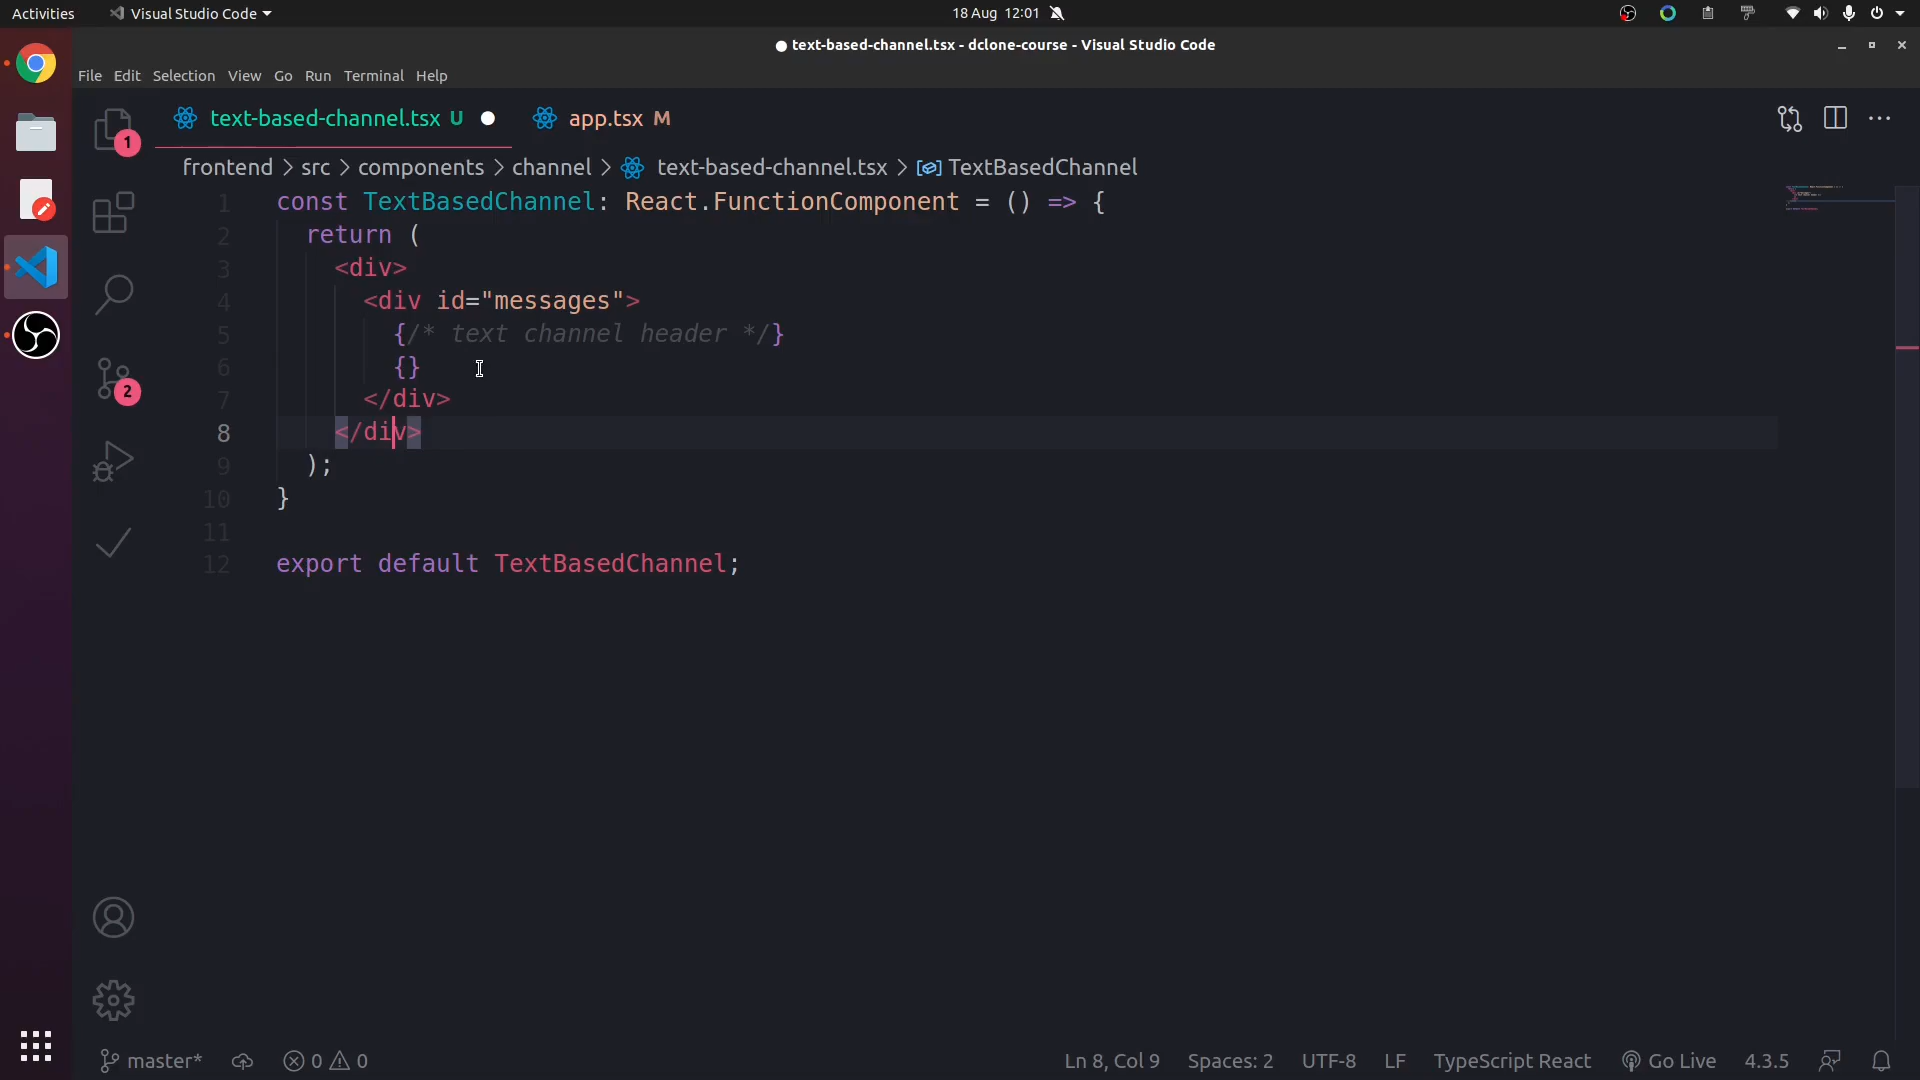 Activities Visual Studio Code 18 Aug 12:01
text-based-channel.tsx - dclone-course - Visual Studio Code
File Edit Selection View Go Run Terminal Help
text-based-channel.tsx U app.tsx M
1
frontend > src > components > channel > text-based-channel.tsx > TextBasedChannel
1 const TextBasedChannel: React.FunctionComponent = () => {
2 return (
3 <div>
4 <div id="messages">
5 {/* text channel header */}
6 {}
7 </div>
2
8 </div>
9 );
10 }
11
12 export default TextBasedChannel;
master* 0 0 Ln 8, Col 9 Spaces: 2 UTF-8 LF TypeScript React Go Live 4.3.5